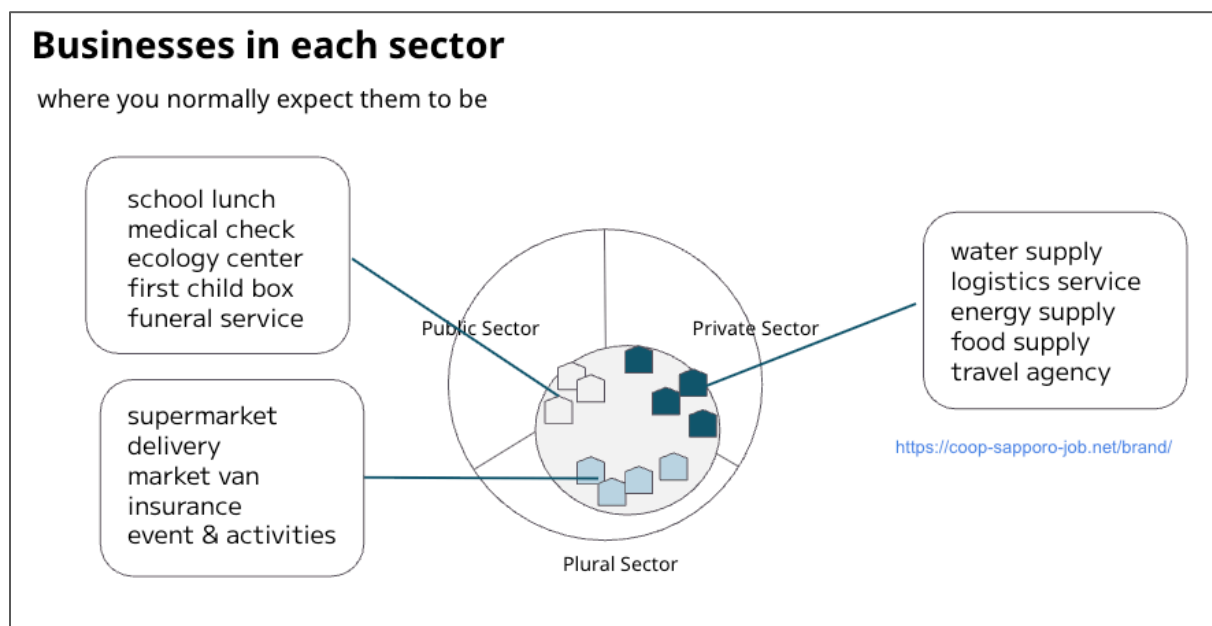 Businesses in each sector
where you normally expect them to be
school lunch
medical check
ecology center
first child box
funeral service
supermarket
delivery
market van
insurance
event & activities
Public Sector
Private Sector
Plural Sector
water supply
logistics service
energy supply
food supply
travel agency
https://coop-sapporo-job.net/brand/